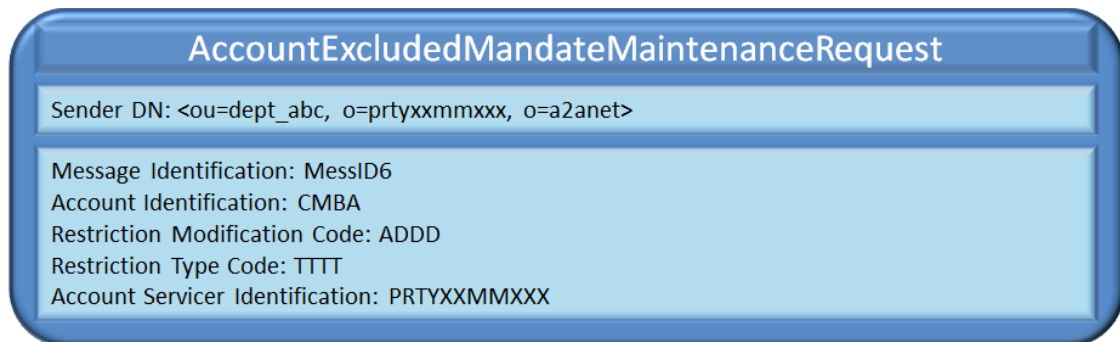 AccountExcludedMandateMaintenanceRequest
Sender DN: <ou=dept_abc, o=prtyxxmmxxx, o=a2anet>
Message Identification: MessID6
Account Identification: CMBA
Restriction Modification Code: ADDD
Restriction Type Code: TTTT
Account Servicer Identification: PRTYXXMMXXX